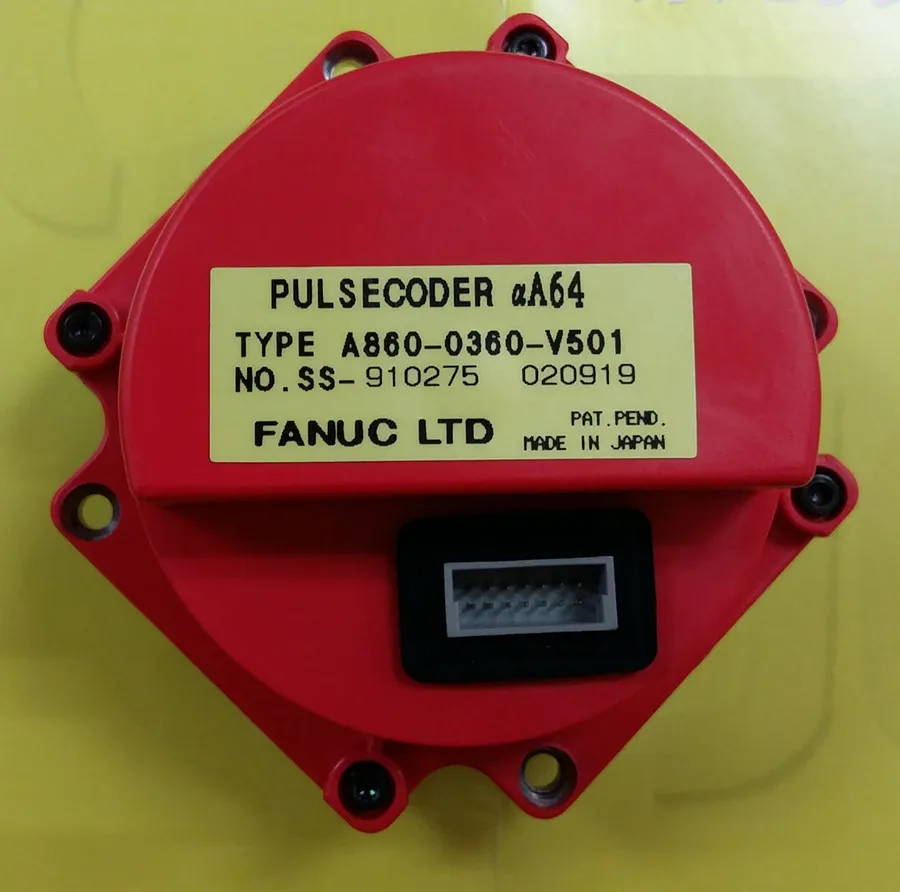 PULSECODER αA64
TYPE A860-0360-V501
NO.SS-910275 020919
FANUC LTD
PAT.PEND.
MADE IN JAPAN